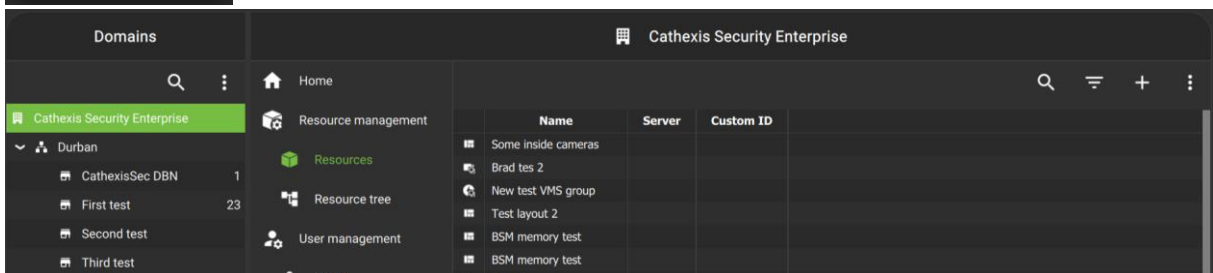 Domains
Cathexis Security Enterprise
Cathexis Security Enterprise
Durban
CathexisSec DBN 1
First test 23
Second test
Third test
Home
Resource management
Resources
Resource tree
User management
Name Server Custom ID
Some inside cameras
Brad tes 2
New test VMS group
Test layout 2
BSM memory test
BSM memory test